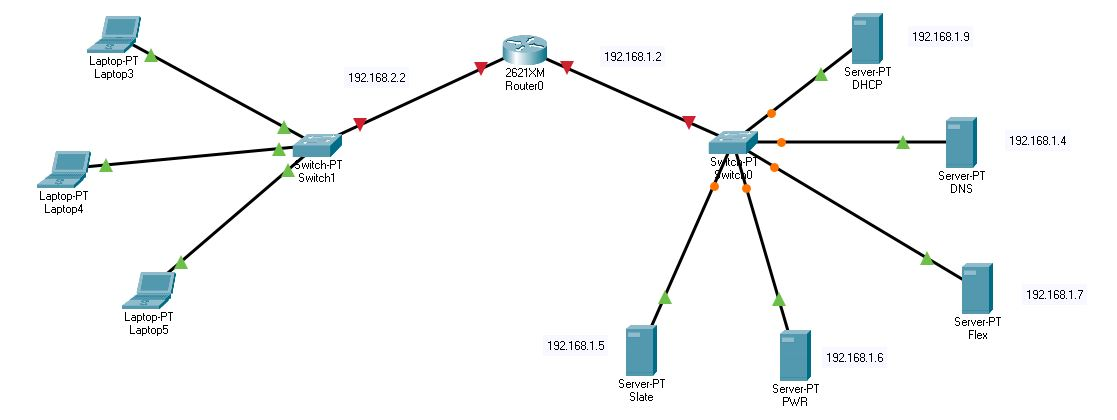 Laptop-PT
Laptop3
192.168.2.2
2621XM
Router0
192.168.1.2
192.168.1.9
Server-PT
DHCP
Switch-PT
Switch1
Switch-PT
Switch0
192.168.1.4
Server-PT
DNS
Laptop-PT
Laptop4
Laptop-PT
Laptop5
192.168.1.7
Server-PT
Flex
192.168.1.5
Server-PT
Slate
192.168.1.6
Server-PT
PWR